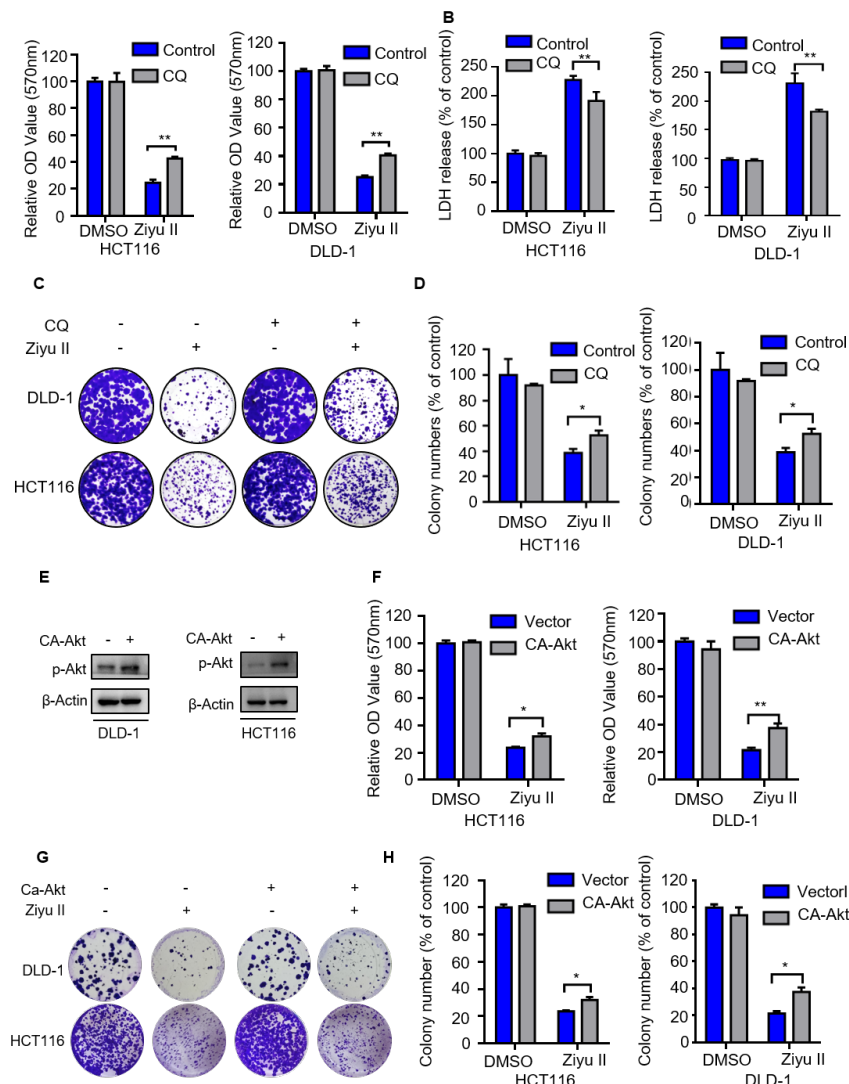 B
Relative OD Value (570nm)
120
100
80
60
40
20
0
Control
CQ
**
DMSO
Ziyu II
HCT116
Relative OD Value (570nm)
120
100
80
60
40
20
0
Control
CQ
**
DMSO
Ziyu II
DLD-1
LDH release (% of control)
250
200
150
100
50
0
Control
CQ
**
DMSO
Ziyu II
HCT116
LDH release (% of control)
250
200
150
100
50
0
Control
CQ
**
DMSO
Ziyu II
DLD-1
C
CQ - - + +
Ziyu II - + - +
DLD-1
HCT116
D
Colony numbers (% of control)
120
100
80
60
40
20
0
Control
CQ
*
DMSO
Ziyu II
HCT116
Colony numbers (% of control)
120
100
80
60
40
20
0
Control
CQ
*
DMSO
Ziyu II
DLD-1
E
CA-Akt - +
p-Akt
β-Actin
DLD-1
CA-Akt - +
p-Akt
β-Actin
HCT116
F
Relative OD Value (570nm)
120
100
80
60
40
20
0
Vector
CA-Akt
*
DMSO
Ziyu II
HCT116
Relative OD Value (570nm)
120
100
80
60
40
20
0
Vector
CA-Akt
**
DMSO
Ziyu II
DLD-1
G
Ca-Akt - - + +
Ziyu II - + - +
DLD-1
HCT116
H
Colony number (% of control)
120
100
80
60
40
20
0
Vector
CA-Akt
*
DMSO
Ziyu II
HCT116
Colony number (% of control)
120
100
80
60
40
20
0
Vectorl
CA-Akt
*
DMSO
Ziyu II
DLD-1